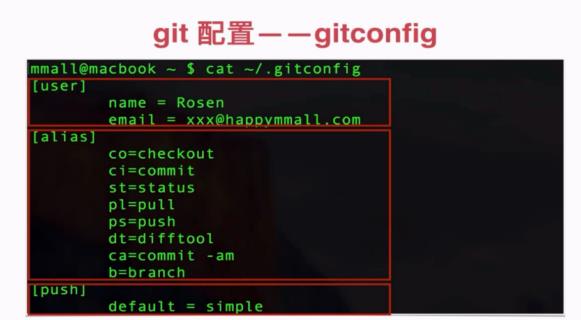 git 配置——gitconfig
mmall@macbook ~ $ cat ~/.gitconfig
[user]
name = Rosen
email = xxx@happymmall.com
[alias]
co=checkout
ci=commit
st=status
pl=pull
ps=push
dt=difftool
ca=commit -am
b=branch
[push]
default = simple